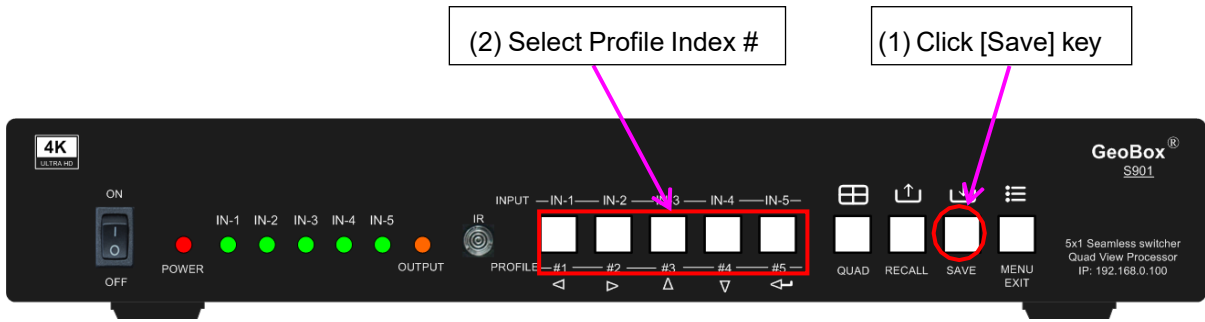 (2) Select Profile Index #
(1) Click [Save] key
4K
ULTRA HD
GeoBox®
S901
ON
I
O
OFF
POWER
IN-1 IN-2 IN-3 IN-4 IN-5
OUTPUT
IR
INPUT IN-1 IN-2 IN-3 IN-4 IN-5
PROFILE #1 #2 #3 #4 #5
QUAD RECALL SAVE MENU
EXIT
5x1 Seamless switcher
Quad View Processor
IP: 192.168.0.100